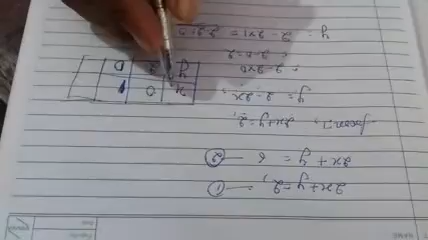 2x+y=2, — ①
2x+y = 6 — ②
from 1, 2x+y=2,
y = 2-2x,
= 2-2x0
= 2-0=2
y = 2-2x1 = 2-2=0
x 0 1
y 2 0